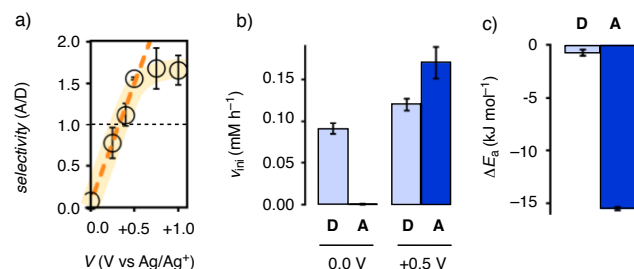 a)
2.0
1.5
1.0
0.5
0.0
selectivity (A/D)
0.0 +0.5 +1.0
V (V vs Ag/Ag⁺)
b)
0.15
0.10
0.05
0.00
vini (mM h⁻¹)
D A D A
0.0 V +0.5 V
c)
D A
0
−5
−10
−15
ΔEa (kJ mol⁻¹)